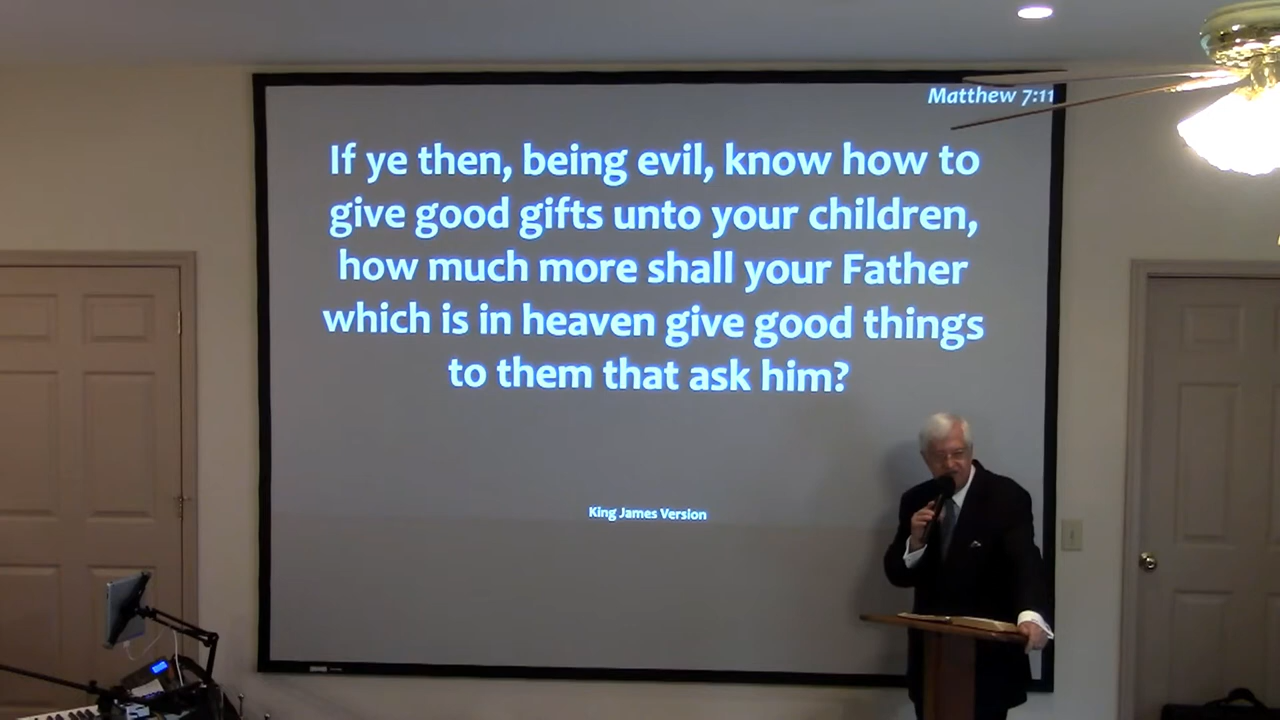 Matthew 7:11
If ye then, being evil, know how to
give good gifts unto your children,
how much more shall your Father
which is in heaven give good things
to them that ask him?
King James Version